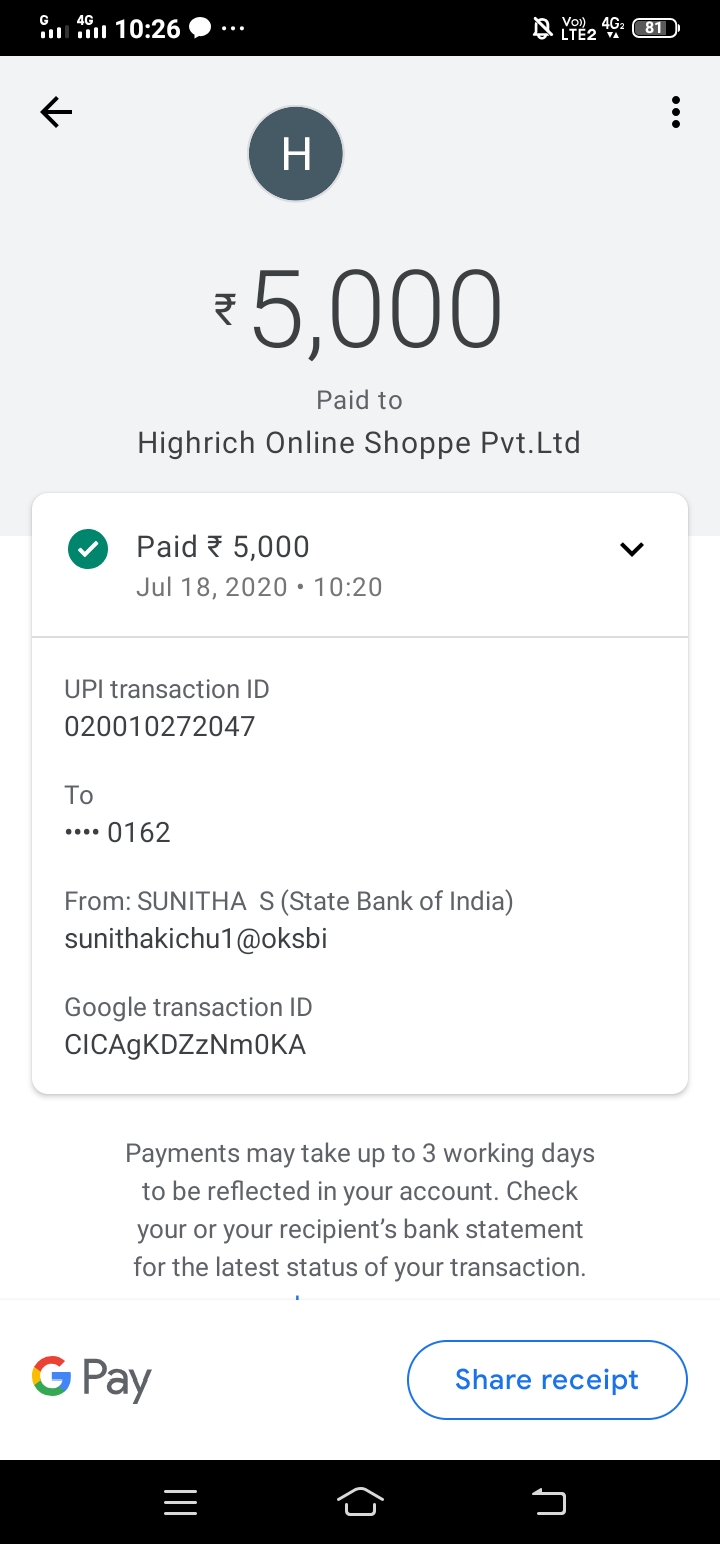 G 4G 10:26 ... Vo)) LTE2 4G2 81
H
₹5,000
Paid to
Highrich Online Shoppe Pvt.Ltd
Paid ₹ 5,000
Jul 18, 2020 • 10:20
UPI transaction ID
020010272047
To
•••• 0162
From: SUNITHA  S (State Bank of India)
sunithakichu1@oksbi
Google transaction ID
CICAgKDZzNm0KA
Payments may take up to 3 working days
to be reflected in your account. Check
your or your recipient’s bank statement
for the latest status of your transaction.
G Pay
Share receipt